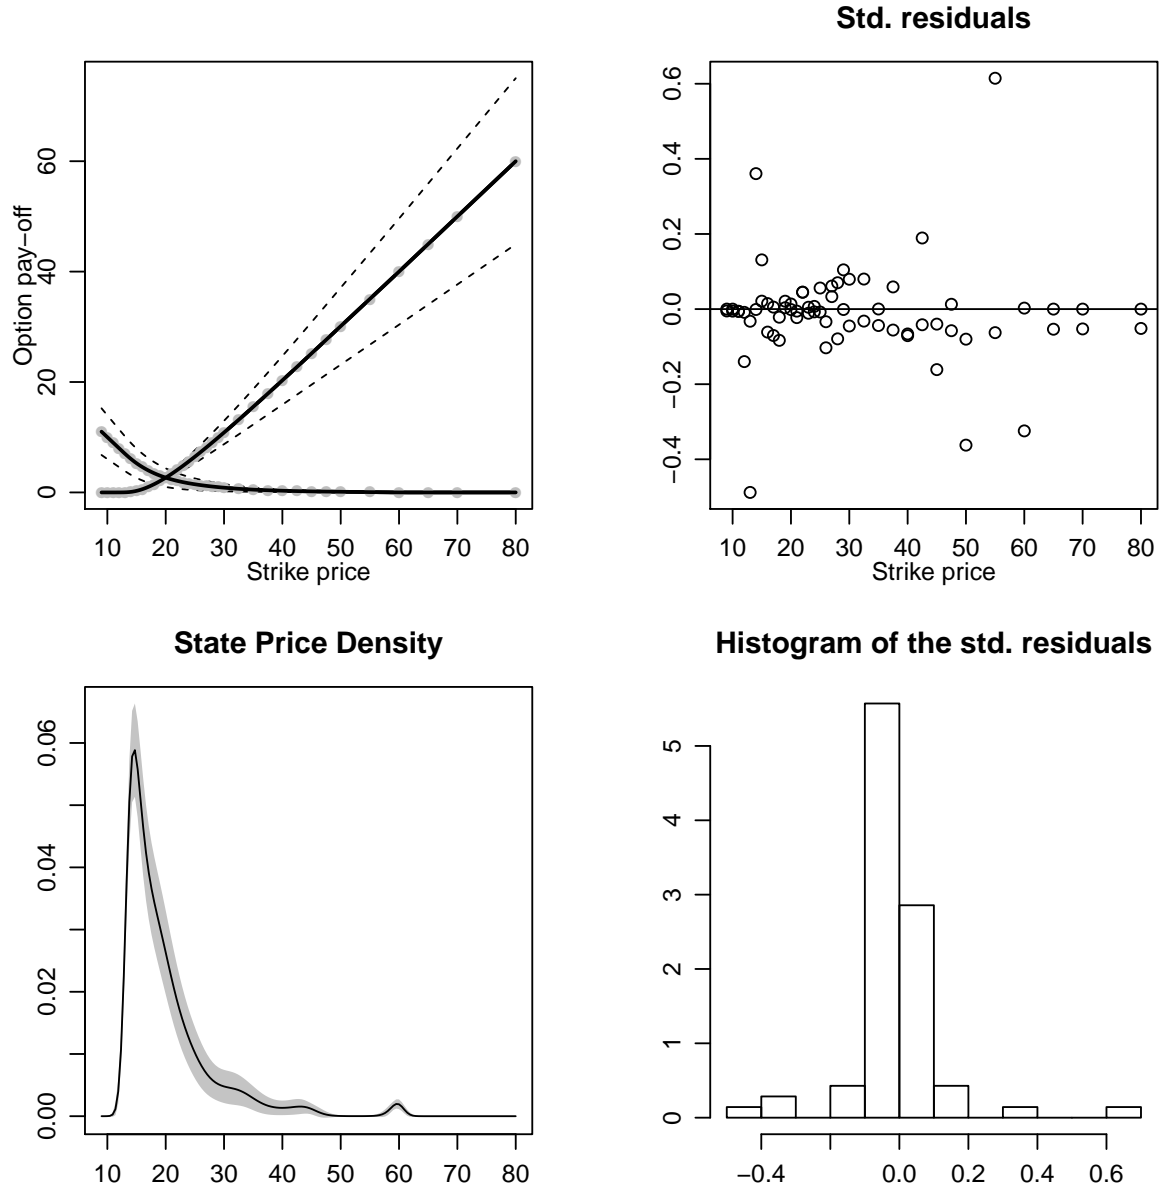 Std. residuals
Option pay−off
0 20 40 60
10 20 30 40 50 60 70 80
Strike price
−0.4 −0.2 0.0 0.2 0.4 0.6
10 20 30 40 50 60 70 80
Strike price
State Price Density
Histogram of the std. residuals
0.00 0.02 0.04 0.06
10 20 30 40 50 60 70 80
0 1 2 3 4 5
−0.4 0.0 0.2 0.4 0.6